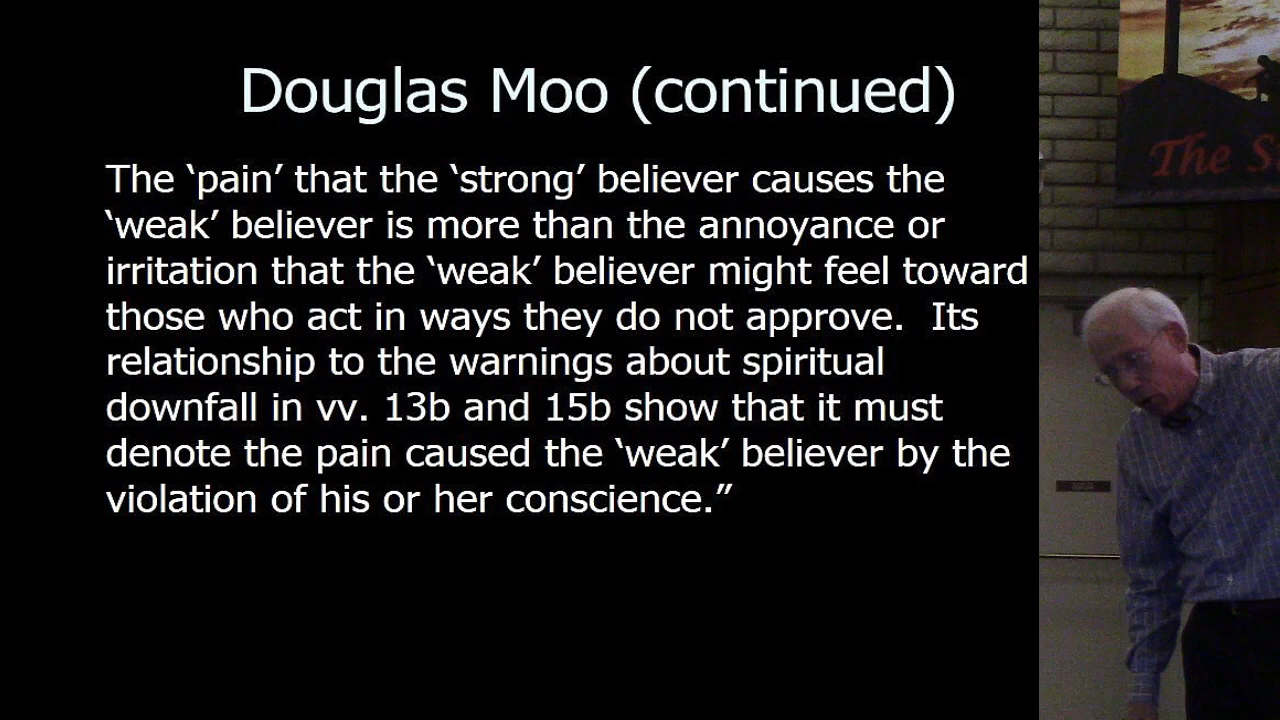 Douglas Moo (continued)
The ‘pain’ that the ‘strong’ believer causes the
‘weak’ believer is more than the annoyance or
irritation that the ‘weak’ believer might feel toward
those who act in ways they do not approve.  Its
relationship to the warnings about spiritual
downfall in vv. 13b and 15b show that it must
denote the pain caused the ‘weak’ believer by the
violation of his or her conscience.”
The